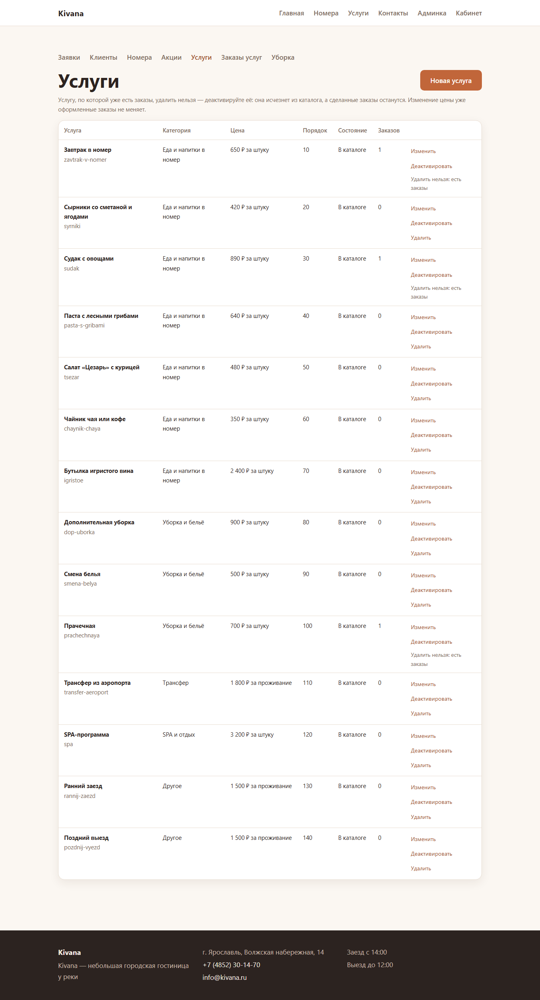 Kivana
Главная Номера Услуги Контакты Админка Кабинет
Заявки Клиенты Номера Акции Услуги Заказы услуг Уборка
Услуги
Новая услуга
Услугу, по которой уже есть заказы, удалить нельзя — деактивируйте её: она исчезнет из каталога, а сделанные заказы останутся. Изменение цены уже
оформленные заказы не меняет.
Услуга Категория Цена Порядок Состояние Заказов
Завтрак в номер Еда и напитки в 650 ₽ за штуку 10 В каталоге 1 Изменить
zavtrak-v-nomer номер
Деактивировать
Удалить нельзя: есть
заказы
Сырники со сметаной и Еда и напитки в 420 ₽ за штуку 20 В каталоге 0 Изменить
ягодами номер
syrniki Деактивировать
Удалить
Судак с овощами Еда и напитки в 890 ₽ за штуку 30 В каталоге 1 Изменить
sudak номер
Деактивировать
Удалить нельзя: есть
заказы
Паста с лесными грибами Еда и напитки в 640 ₽ за штуку 40 В каталоге 0 Изменить
pasta-s-gribami номер
Деактивировать
Удалить
Салат «Цезарь» с курицей Еда и напитки в 480 ₽ за штуку 50 В каталоге 0 Изменить
tsezar номер
Деактивировать
Удалить
Чайник чая или кофе Еда и напитки в 350 ₽ за штуку 60 В каталоге 0 Изменить
chaynik-chaya номер
Деактивировать
Удалить
Бутылка игристого вина Еда и напитки в 2 400 ₽ за штуку 70 В каталоге 0 Изменить
igristoe номер
Деактивировать
Удалить
Дополнительная уборка Уборка и бельё 900 ₽ за штуку 80 В каталоге 0 Изменить
dop-uborka
Деактивировать
Удалить
Смена белья Уборка и бельё 500 ₽ за штуку 90 В каталоге 0 Изменить
smena-belya
Деактивировать
Удалить
Прачечная Уборка и бельё 700 ₽ за штуку 100 В каталоге 1 Изменить
prachechnaya
Деактивировать
Удалить нельзя: есть
заказы
Трансфер из аэропорта Трансфер 1 800 ₽ за проживание 110 В каталоге 0 Изменить
transfer-aeroport
Деактивировать
Удалить
SPA-программа SPA и отдых 3 200 ₽ за штуку 120 В каталоге 0 Изменить
spa
Деактивировать
Удалить
Ранний заезд Другое 1 500 ₽ за проживание 130 В каталоге 0 Изменить
rannij-zaezd
Деактивировать
Удалить
Поздний выезд Другое 1 500 ₽ за проживание 140 В каталоге 0 Изменить
pozdnij-vyezd
Деактивировать
Удалить
Kivana
Kivana — небольшая городская гостиница
у реки
г. Ярославль, Волжская набережная, 14
+7 (4852) 30-14-70
info@kivana.ru
Заезд с 14:00
Выезд до 12:00